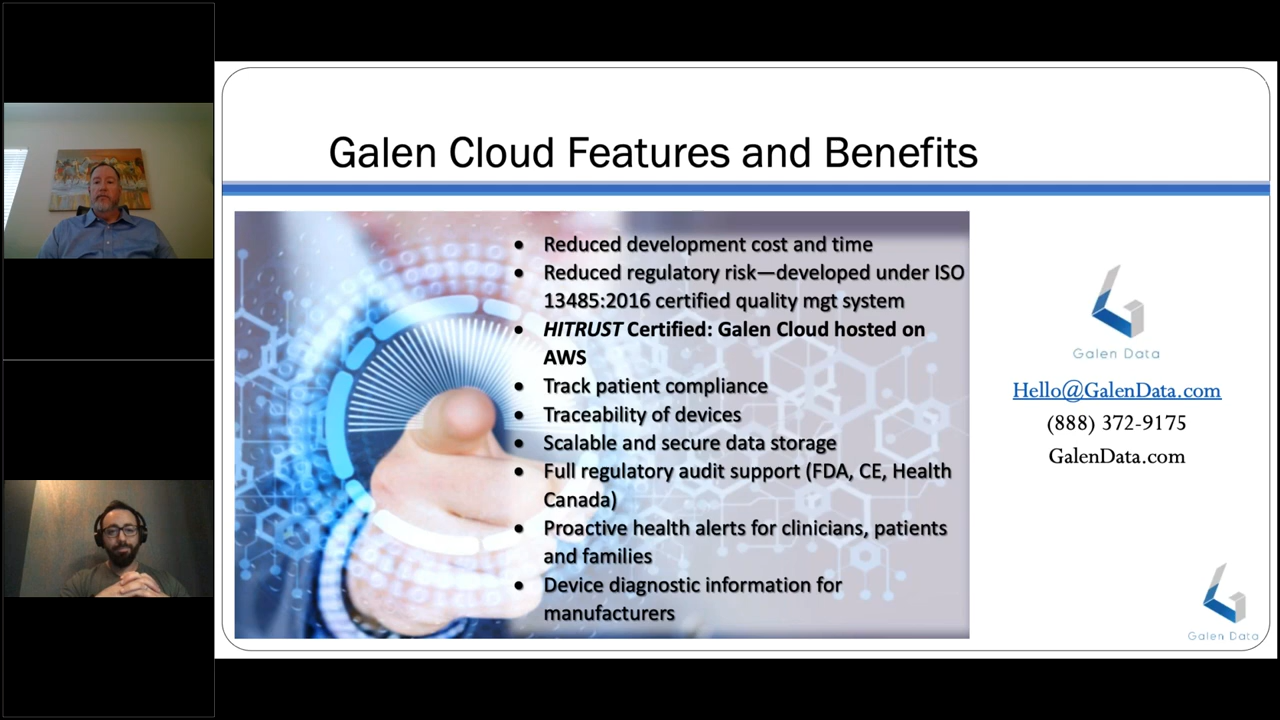 Galen Cloud Features and Benefits
• Reduced development cost and time
• Reduced regulatory risk—developed under ISO
13485:2016 certified quality mgt system
• HITRUST Certified: Galen Cloud hosted on
AWS
• Track patient compliance
• Traceability of devices
• Scalable and secure data storage
• Full regulatory audit support (FDA, CE, Health
Canada)
• Proactive health alerts for clinicians, patients
and families
• Device diagnostic information for
manufacturers
Galen Data
Hello@GalenData.com
(888) 372-9175
GalenData.com
Galen Data